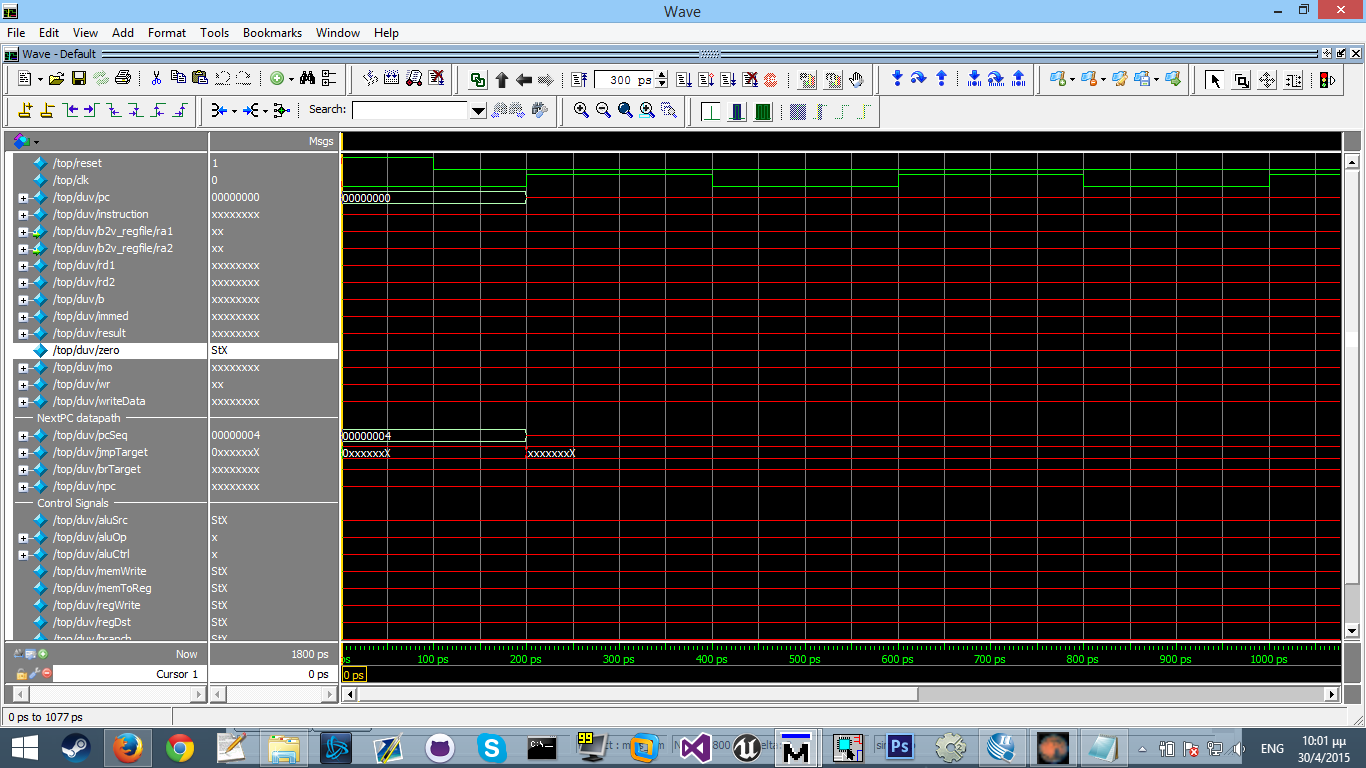 Wave
File Edit View Add Format Tools Bookmarks Window Help
Wave - Default
300 ps
Search:
Msgs
/top/reset 1
/top/clk 0
/top/duv/pc 00000000 00000000
/top/duv/instruction xxxxxxxx
/top/duv/b2v_regfile/ra1 xx
/top/duv/b2v_regfile/ra2 xx
/top/duv/rd1 xxxxxxxx
/top/duv/rd2 xxxxxxxx
/top/duv/b xxxxxxxx
/top/duv/immed xxxxxxxx
/top/duv/result xxxxxxxx
/top/duv/zero StX
/top/duv/mo xxxxxxxx
/top/duv/wr xx
/top/duv/writeData xxxxxxxx
NextPC datapath
/top/duv/pcSeq 00000004 00000004
/top/duv/jmpTarget 0xxxxxxX 0xxxxxxX xxxxxxxX
/top/duv/brTarget xxxxxxxx
/top/duv/npc xxxxxxxx
Control Signals
/top/duv/aluSrc StX
/top/duv/aluOp x
/top/duv/aluCtrl x
/top/duv/memWrite StX
/top/duv/memToReg StX
/top/duv/regWrite StX
/top/duv/regDst StX
/top/duv/branch StX
Now 1800 ps ps 100 ps 200 ps 300 ps 400 ps 500 ps 600 ps 700 ps 800 ps 900 ps 1000 ps
Cursor 1 0 ps 0 ps
0 ps to 1077 ps
99
Ps
ENG 10:01 μμ
30/4/2015